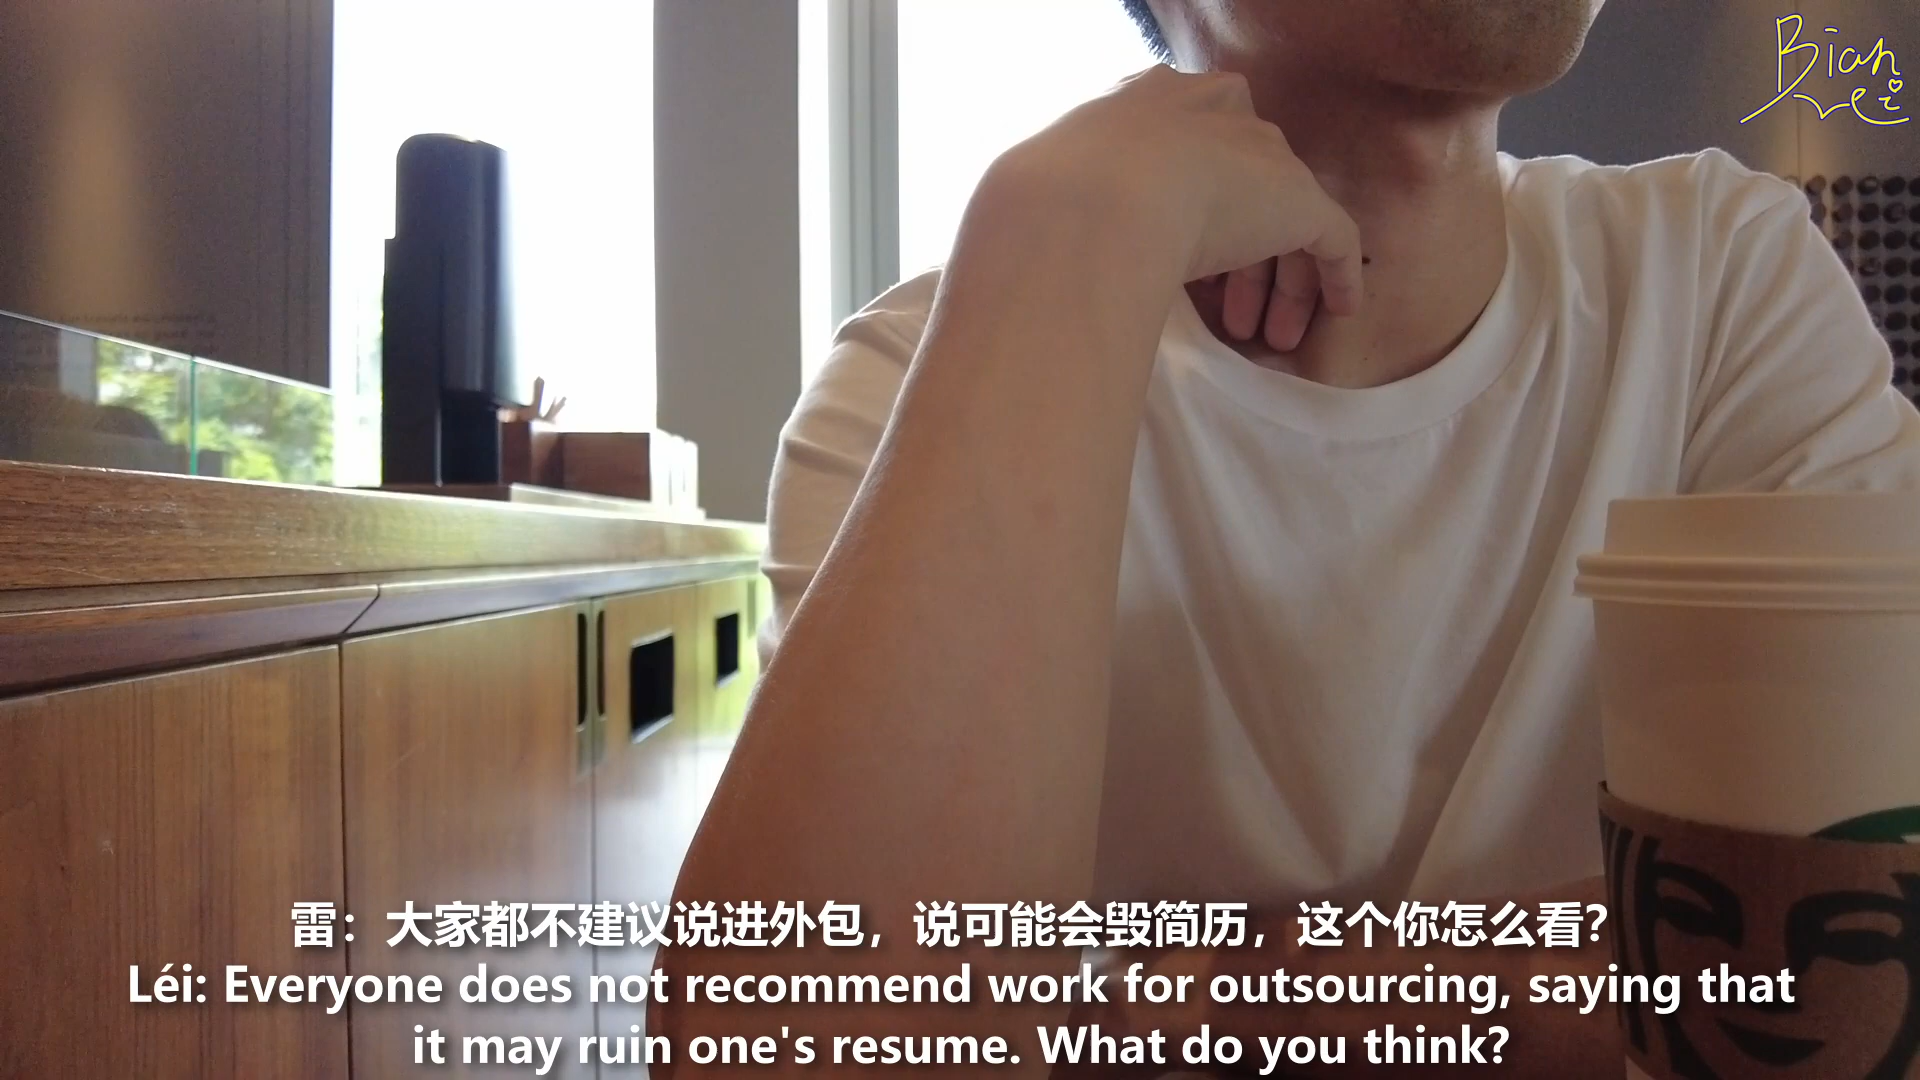 Bian
Lei
雷：大家都不建议说进外包，说可能会毁简历，这个你怎么看？
Léi: Everyone does not recommend work for outsourcing, saying that
it may ruin one's resume. What do you think?